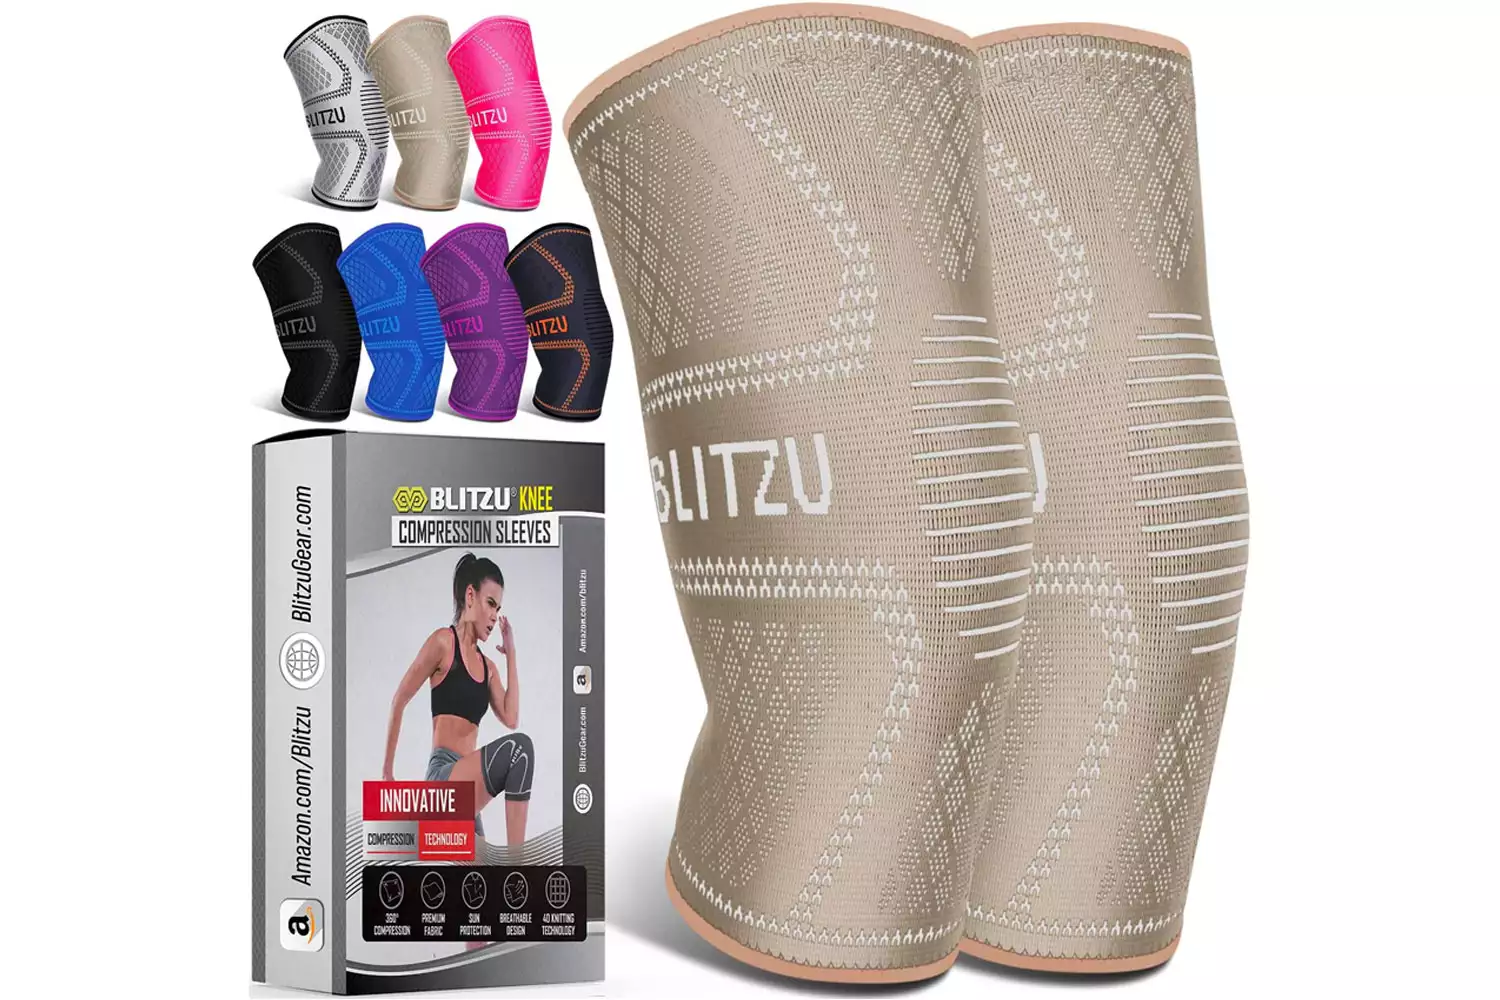 BLITZU
BLITZU
BLITZU
BLITZU
BLITZU
BLITZU
BLITZU
BLITZU
U
BLITZU® KNEE
COMPRESSION SLEEVES
INNOVATIVE
COMPRESSION TECHNOLOGY
360° COMPRESSION
PREMIUM FABRIC
SUN PROTECTION
BREATHABLE DESIGN
4D KNITTING TECHNOLOGY
Amazon.com/Blitzu
BlitzuGear.com
a
BlitzuGear.com
Amazon.com/blitzu
a